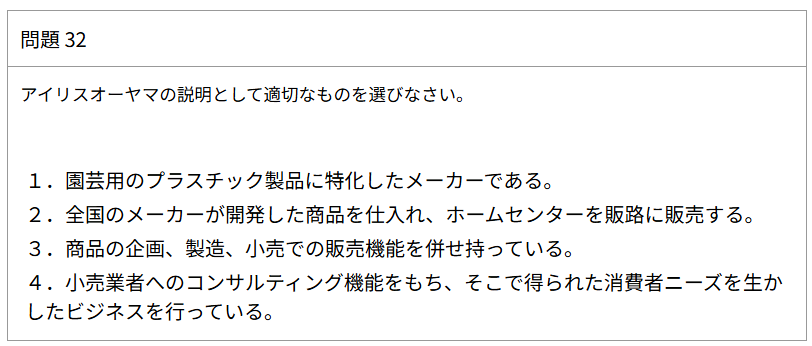 問題 32
アイリスオーヤマの説明として適切なものを選びなさい。
１．園芸用のプラスチック製品に特化したメーカーである。
２．全国のメーカーが開発した商品を仕入れ、ホームセンターを販路に販売する。
３．商品の企画、製造、小売での販売機能を併せ持っている。
４．小売業者へのコンサルティング機能をもち、そこで得られた消費者ニーズを生か
したビジネスを行っている。